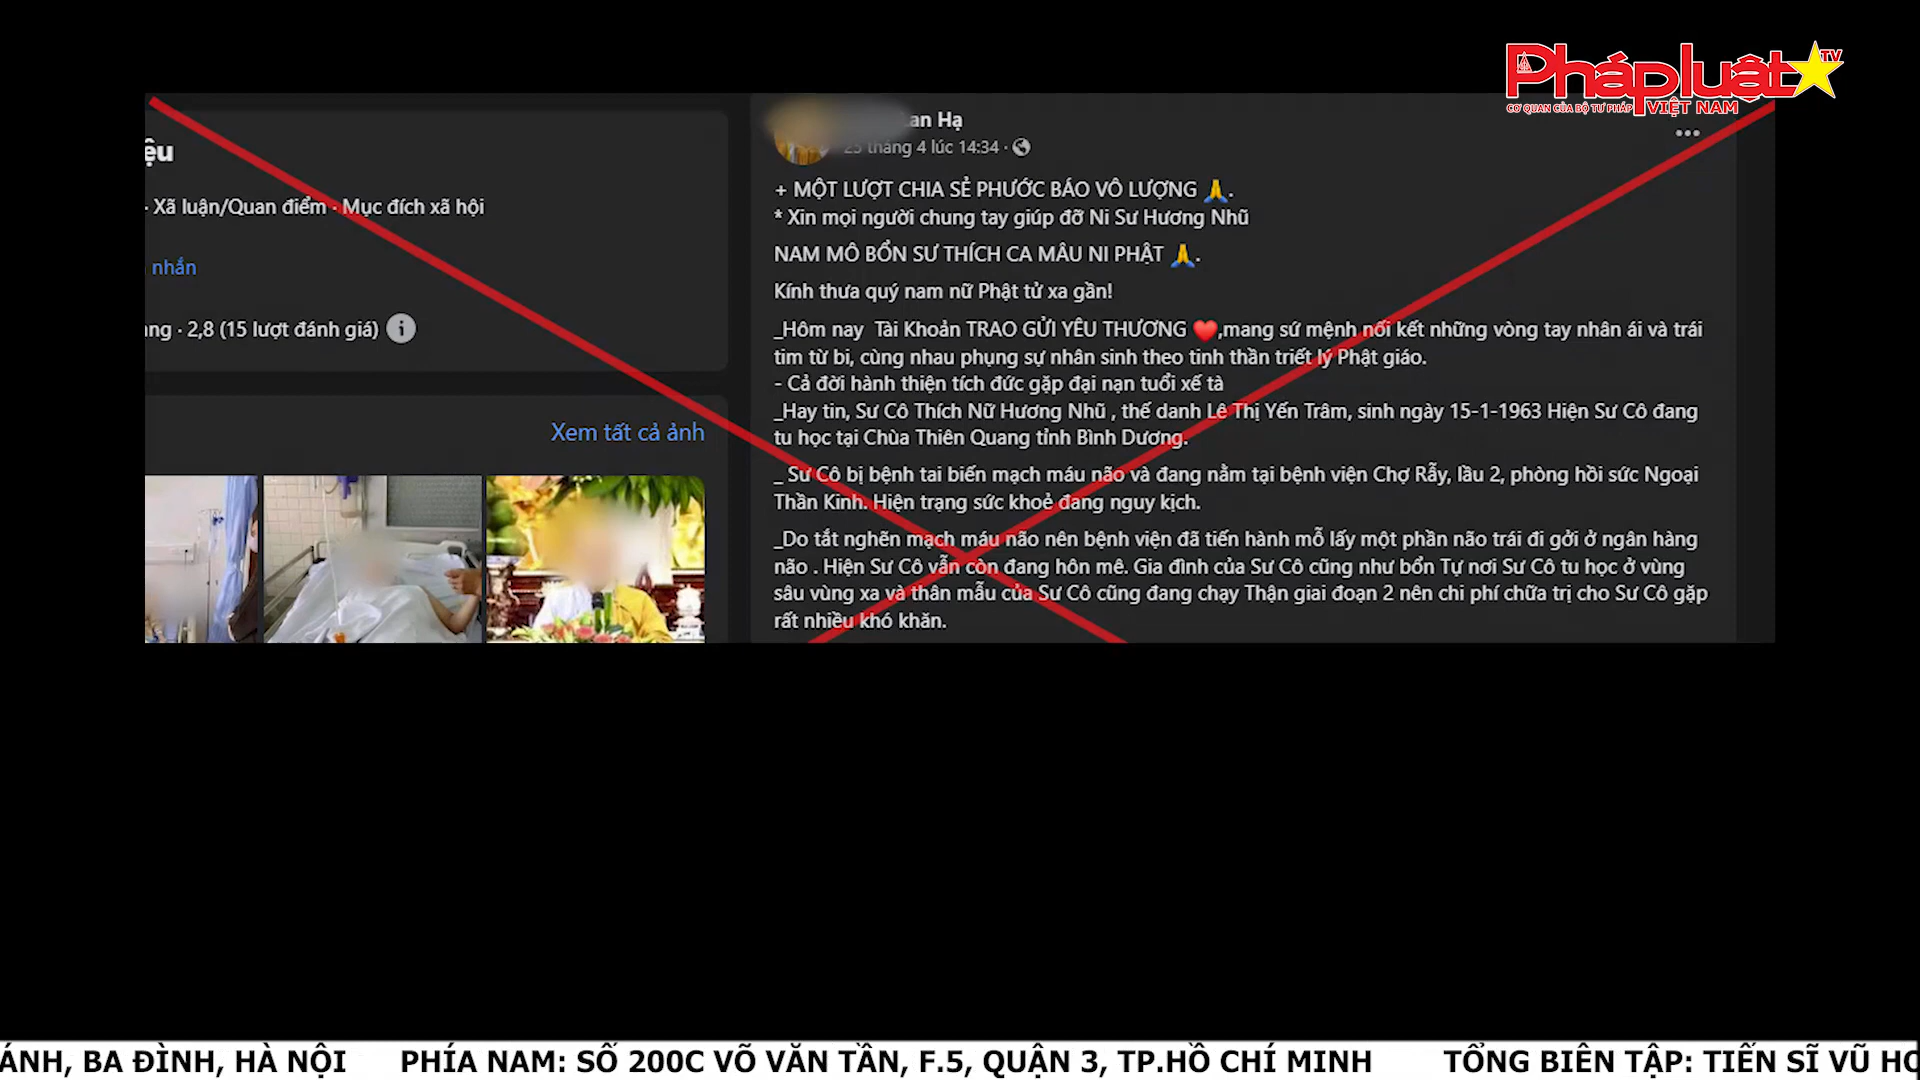 Phápluật TV
CƠ QUAN CỦA BỘ TƯ PHÁP VIỆT NAM
ệu
· Xã luận/Quan điểm · Mục đích xã hội
nhắn
ng · 2,8 (15 lượt đánh giá)
Xem tất cả ảnh
an Hạ
25 tháng 4 lúc 14:34 ·
+ MỘT LƯỢT CHIA SẺ PHƯỚC BÁO VÔ LƯỢNG 🙏.
* Xin mọi người chung tay giúp đỡ Ni Sư Hương Nhũ
NAM MÔ BỔN SƯ THÍCH CA MÂU NI PHẬT 🙏.
Kính thưa quý nam nữ Phật tử xa gần!
_Hôm nay Tài Khoản TRAO GỬI YÊU THƯƠNG ❤️,mang sứ mệnh nối kết những vòng tay nhân ái và trái
tim từ bi, cùng nhau phụng sự nhân sinh theo tinh thần triết lý Phật giáo.
- Cả đời hành thiện tích đức gặp đại nạn tuổi xế tà
_Hay tin, Sư Cô Thích Nữ Hương Nhũ , thế danh Lê Thị Yến Trâm, sinh ngày 15-1-1963 Hiện Sư Cô đang
tu học tại Chùa Thiên Quang tỉnh Bình Dương.
_ Sư Cô bị bệnh tai biến mạch máu não và đang nằm tại bệnh viện Chợ Rẫy, lầu 2, phòng hồi sức Ngoại
Thần Kinh. Hiện trạng sức khoẻ đang nguy kịch.
_Do tắt nghẽn mạch máu não nên bệnh viện đã tiến hành mỗ lấy một phần não trái đi gởi ở ngân hàng
não . Hiện Sư Cô vẫn còn đang hôn mê. Gia đình của Sư Cô cũng như bổn Tự nơi Sư Cô tu học ở vùng
sâu vùng xa và thân mẫu của Sư Cô cũng đang chạy Thận giai đoạn 2 nên chi phí chữa trị cho Sư Cô gặp
rất nhiều khó khăn.
ÁNH, BA ĐÌNH, HÀ NỘI PHÍA NAM: SỐ 200C VÕ VĂN TẦN, F.5, QUẬN 3, TP.HỒ CHÍ MINH TỔNG BIÊN TẬP: TIẾN SĨ VŨ HO